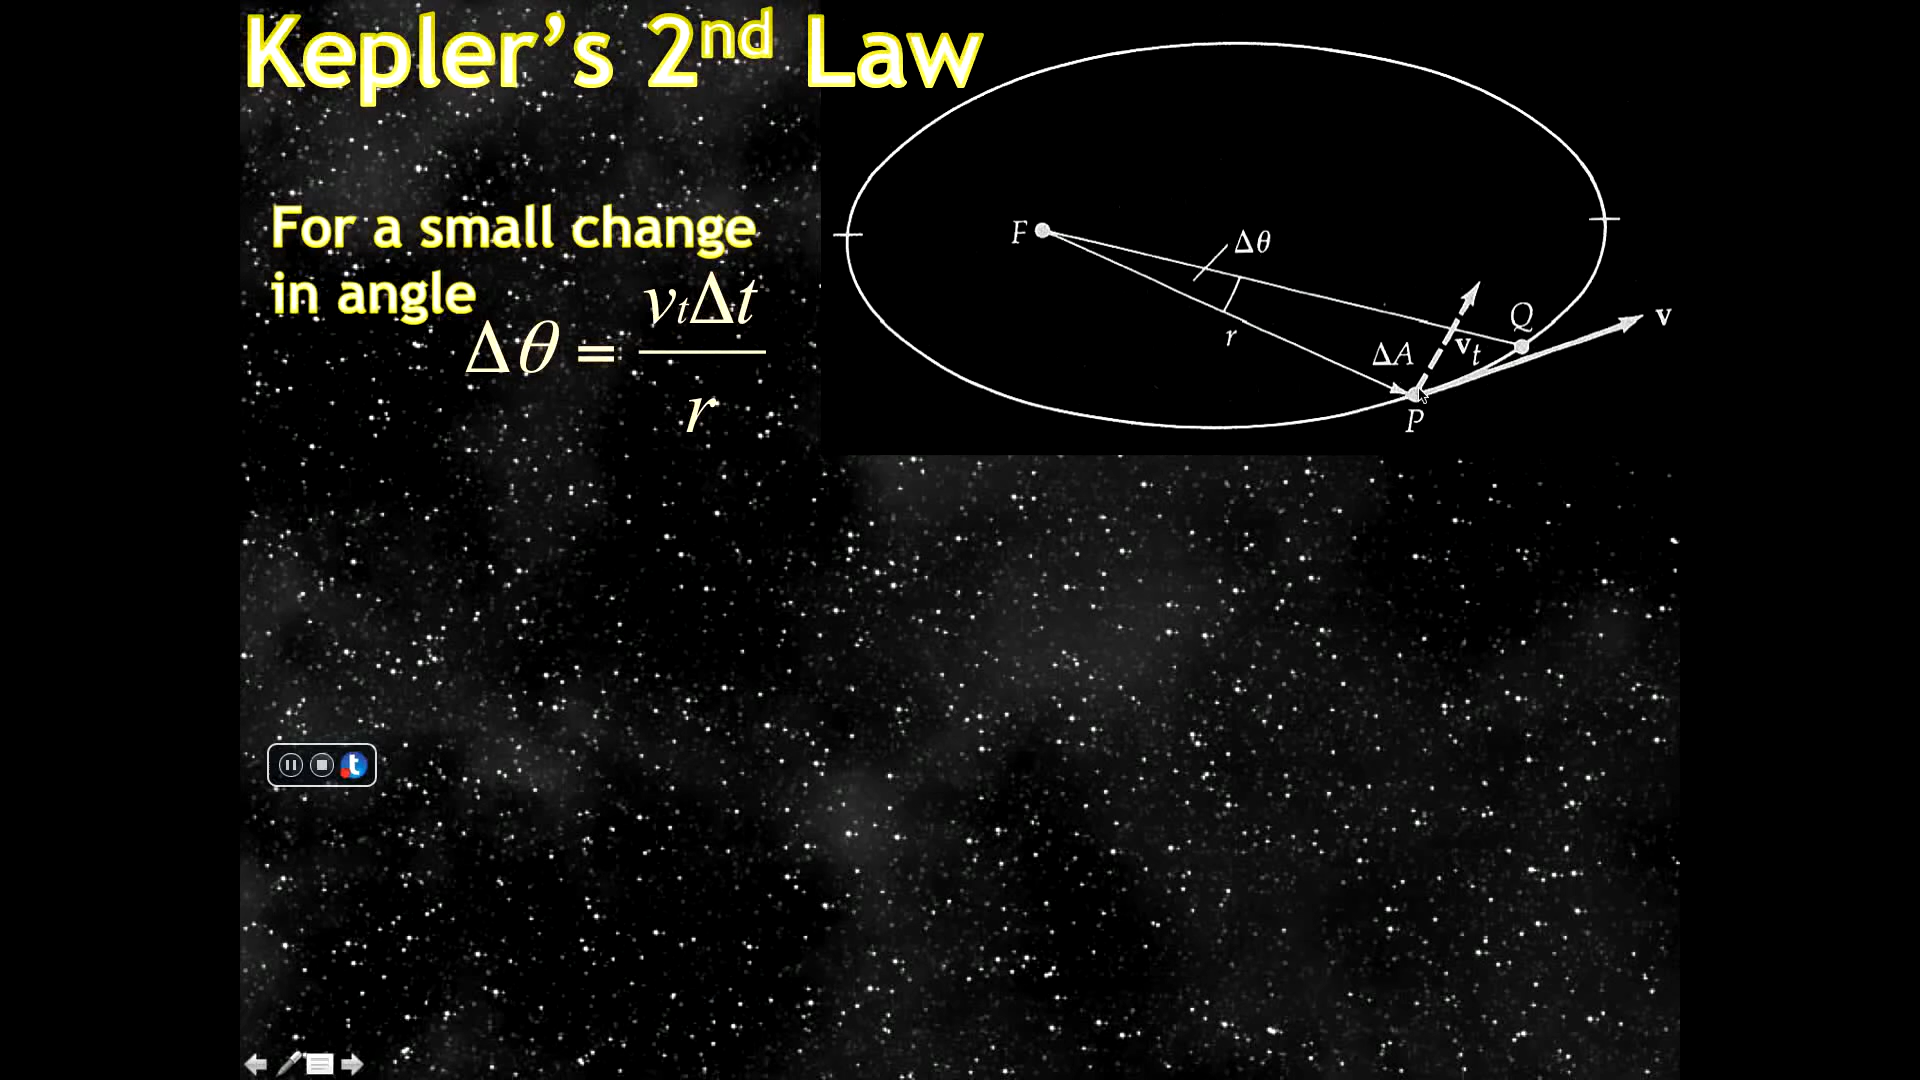 Kepler’s 2nd Law
For a small change
in angle
Δθ = vtΔt / r
F
Δθ
r
ΔA
vt
Q
v
P
t